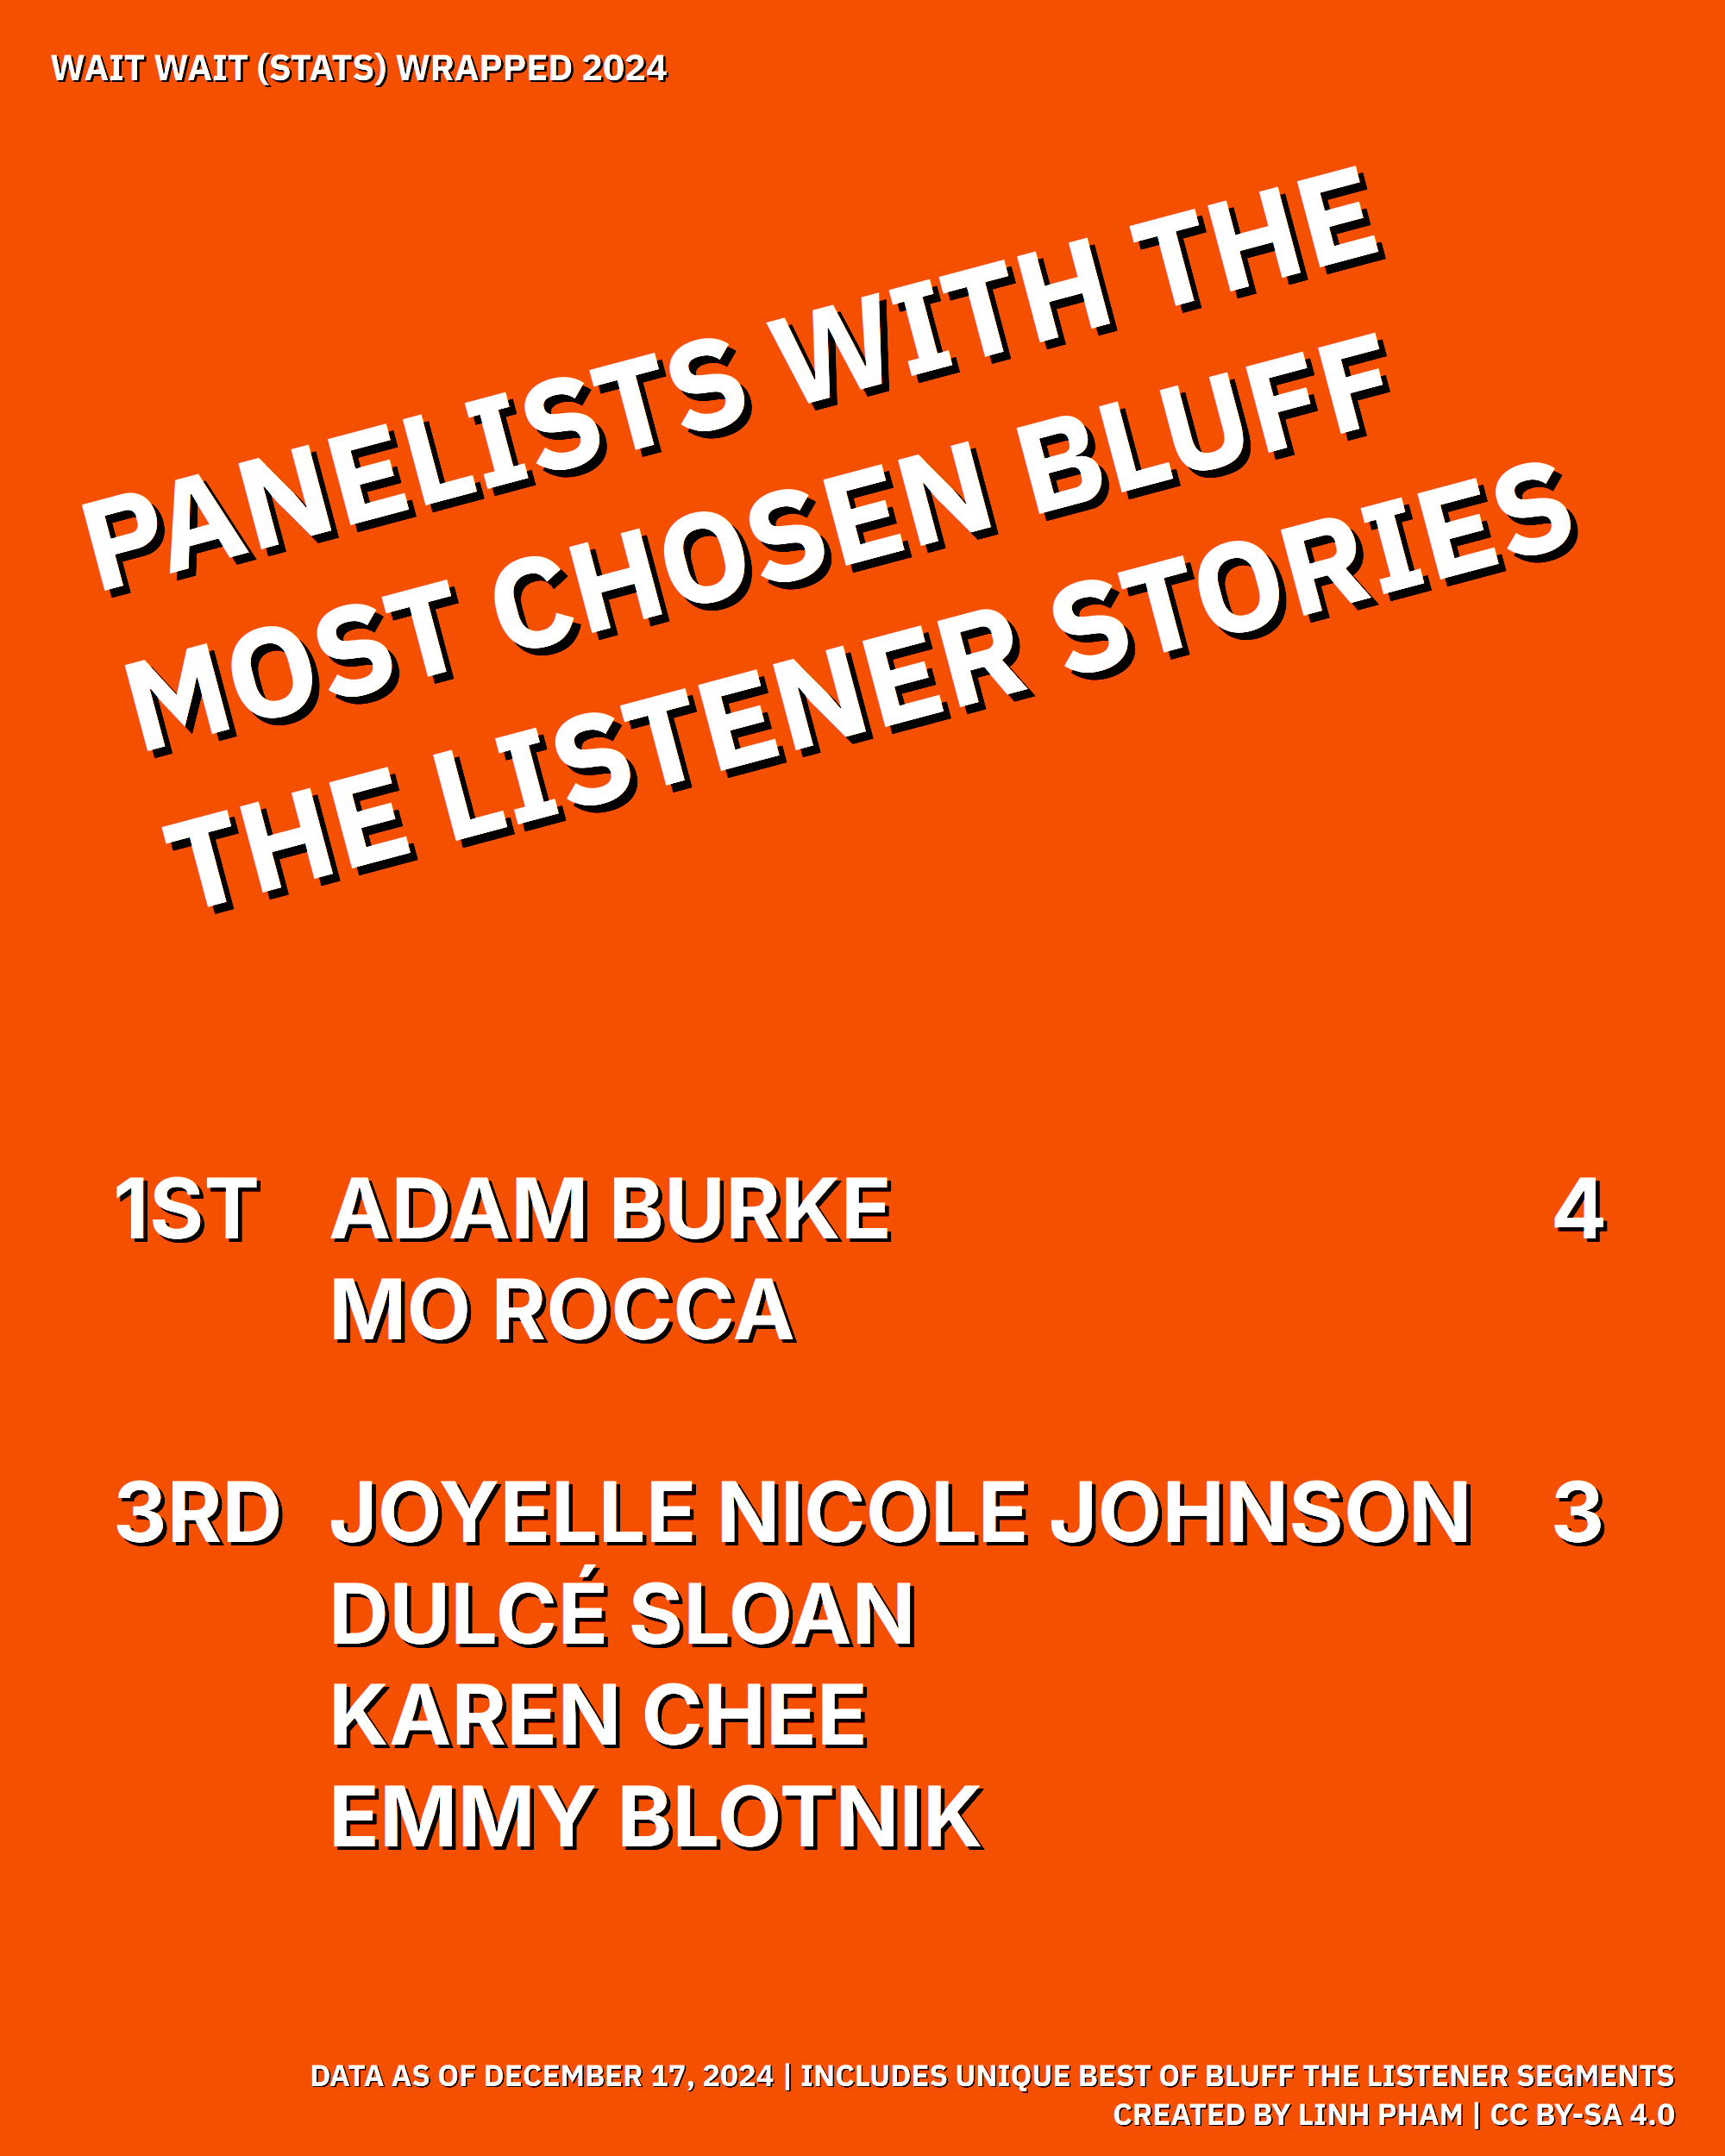 WAIT WAIT (STATS) WRAPPED 2024
PANELISTS WITH THE
MOST CHOSEN BLUFF
THE LISTENER STORIES
1ST ADAM BURKE 4
MO ROCCA
3RD JOYELLE NICOLE JOHNSON 3
DULCÉ SLOAN
KAREN CHEE
EMMY BLOTNIK
DATA AS OF DECEMBER 17, 2024 | INCLUDES UNIQUE BEST OF BLUFF THE LISTENER SEGMENTS
CREATED BY LINH PHAM | CC BY-SA 4.0